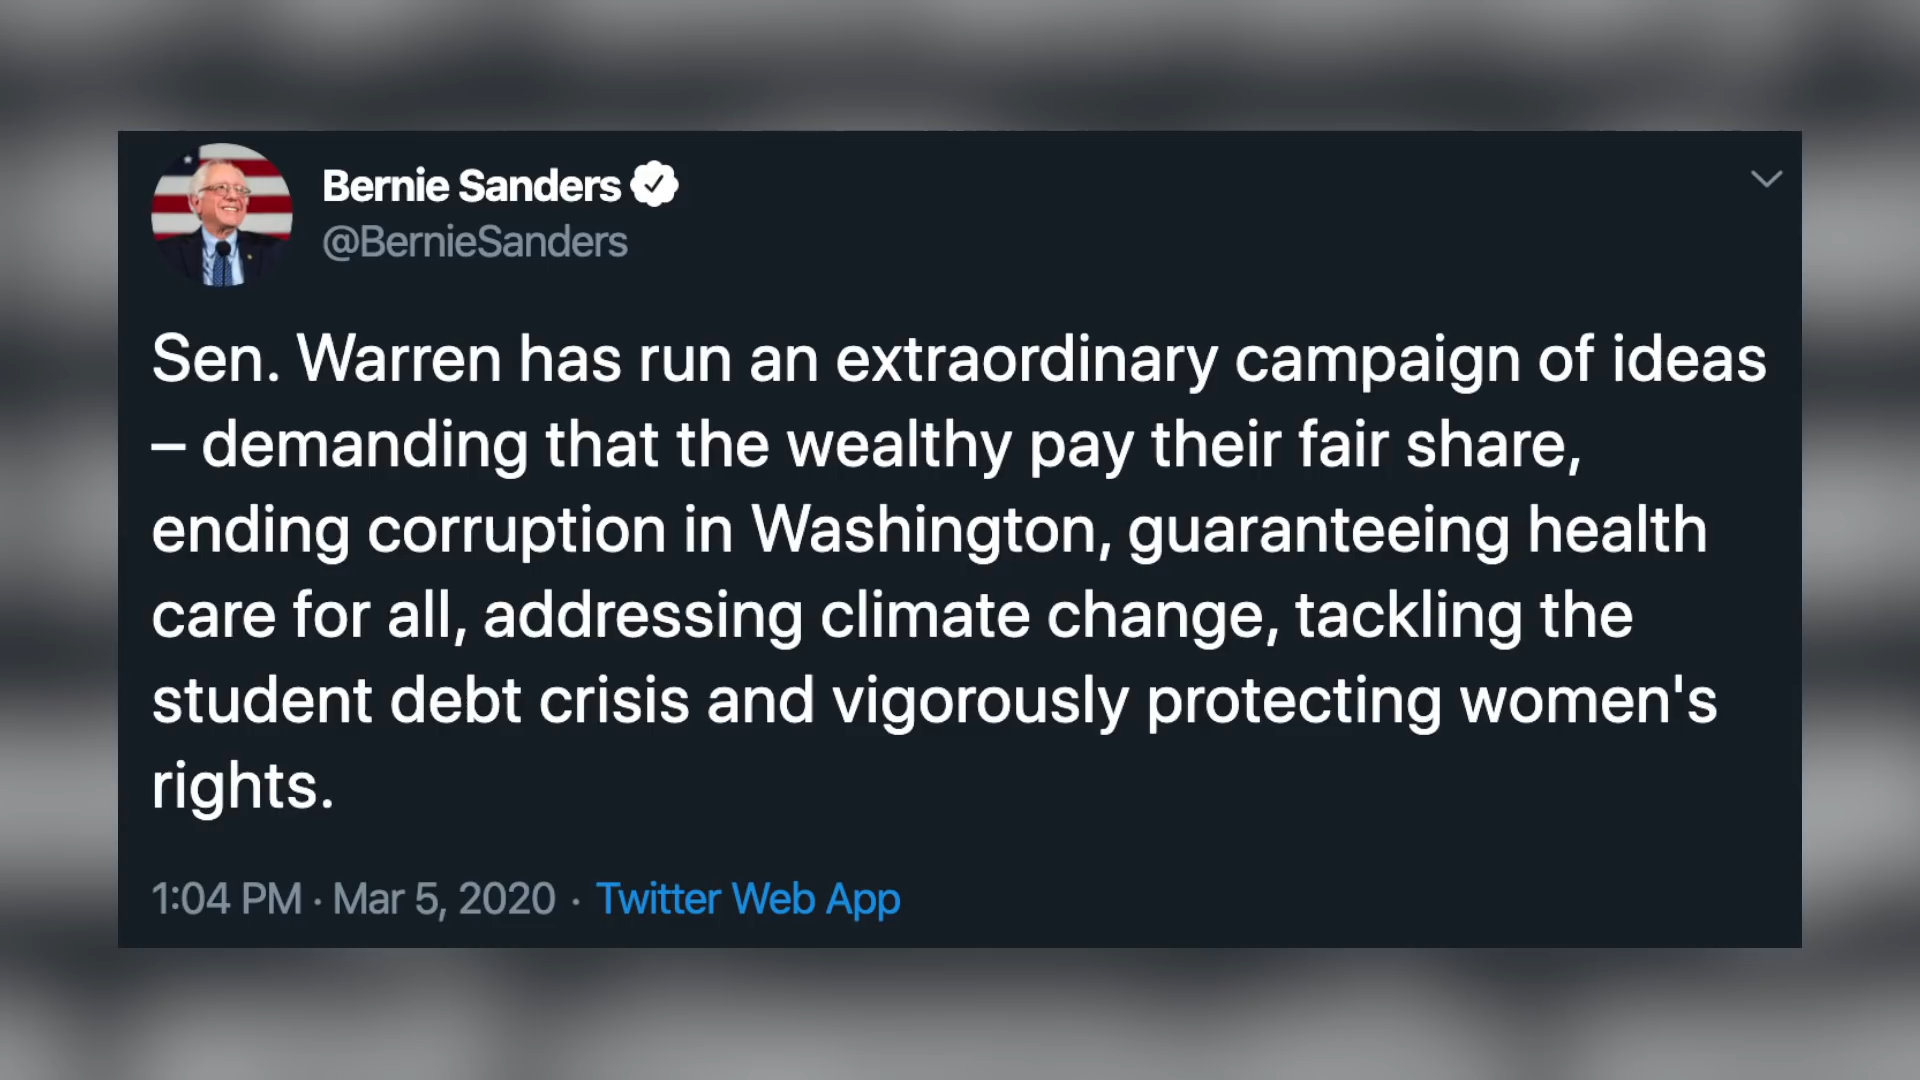 Bernie Sanders
@BernieSanders
Sen. Warren has run an extraordinary campaign of ideas
– demanding that the wealthy pay their fair share,
ending corruption in Washington, guaranteeing health
care for all, addressing climate change, tackling the
student debt crisis and vigorously protecting women's
rights.
1:04 PM · Mar 5, 2020 · Twitter Web App